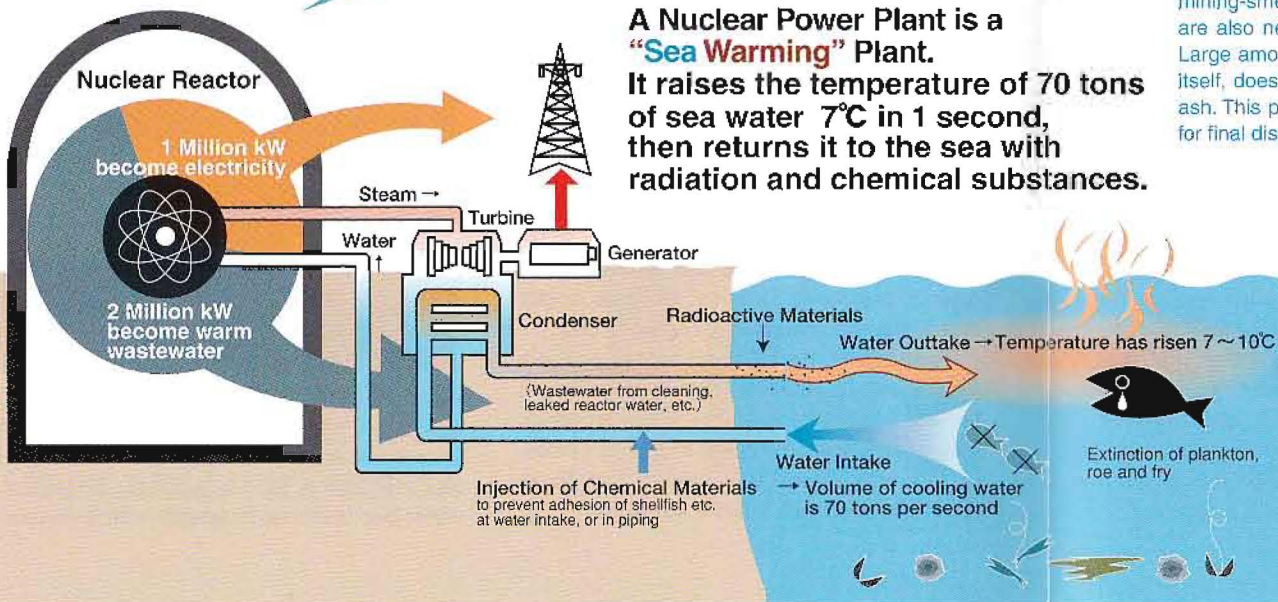 A Nuclear Power Plant is a
“Sea Warming” Plant.
It raises the temperature of 70 tons
of sea water 7℃ in 1 second,
then returns it to the sea with
radiation and chemical substances.
are also
Large
itself, does
ash. This
for final
Nuclear Reactor
1 Million kW
become electricity
2 Million kW
become warm
wastewater
Steam →
Water
↑
Turbine
Generator
Condenser
(Wastewater from cleaning,
leaked reactor water, etc.)
Radioactive Materials
↓
Water Outtake → Temperature has risen 7～10℃
Injection of Chemical Materials
to prevent adhesion of shellfish etc.
at water intake, or in piping
Water Intake
→ Volume of cooling water
is 70 tons per second
Extinction of plankton,
roe and fry